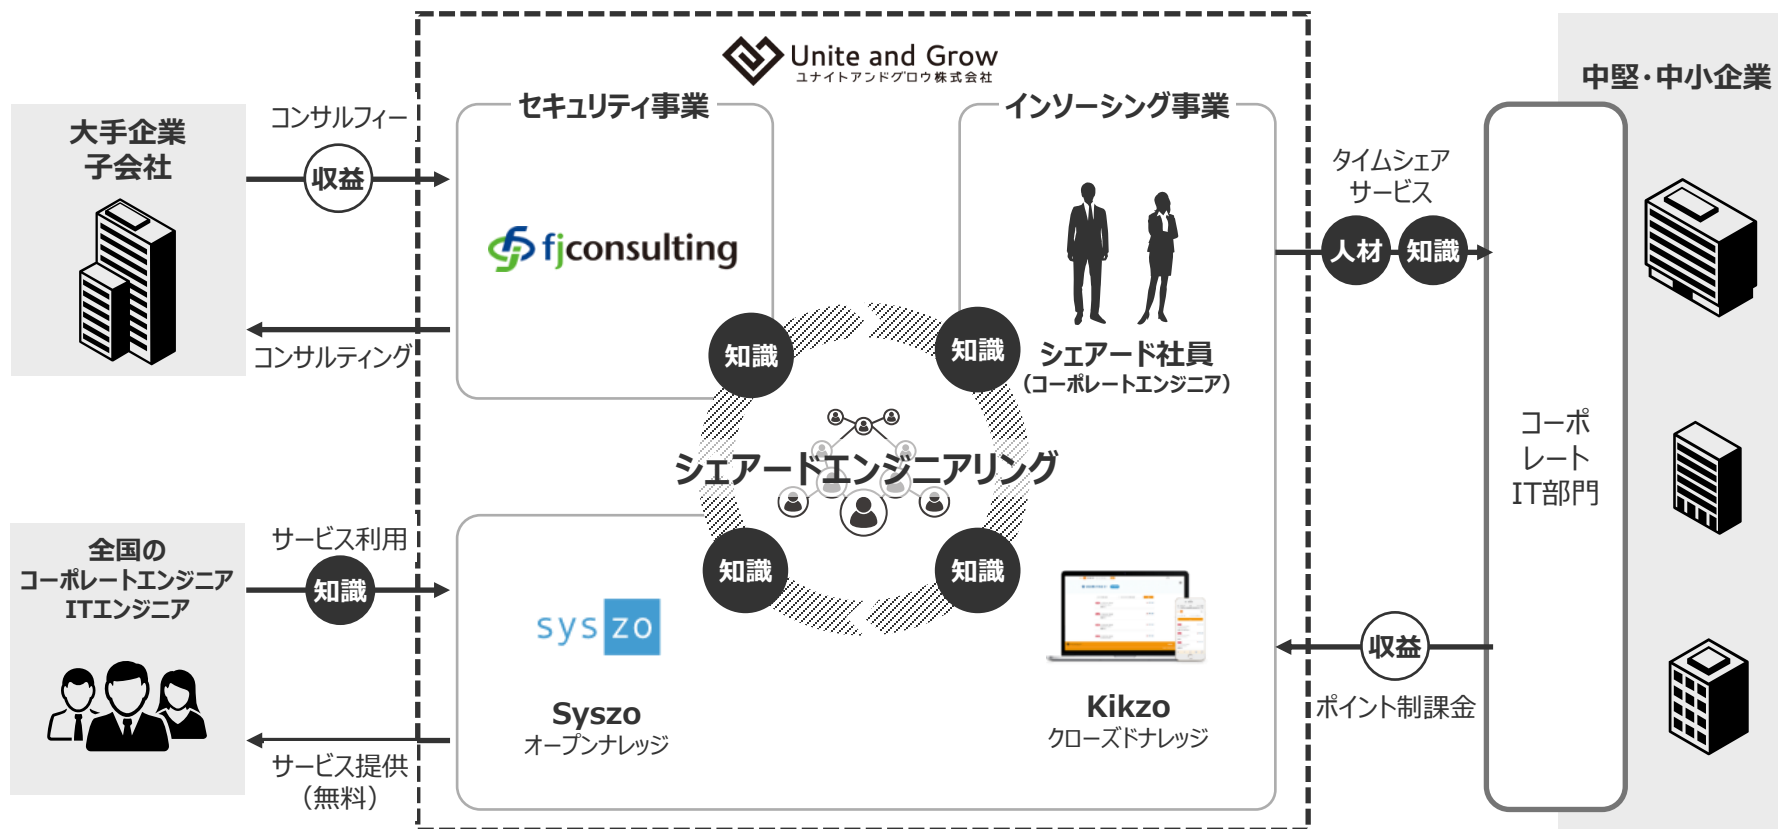 Unite and Grow
ユナイトアンドグロウ株式会社
大手企業
子会社
コンサルフィー
収益
コンサルティング
セキュリティ事業
fjconsulting
インソーシング事業
シェアード社員
（コーポレートエンジニア）
タイムシェア
サービス
人材
知識
中堅・中小企業
コーポ
レート
IT部門
知識
知識
シェアードエンジニアリング
知識
知識
全国の
コーポレートエンジニア
ITエンジニア
サービス利用
知識
サービス提供
（無料）
syszo
Syszo
オープンナレッジ
Kikzo
クローズドナレッジ
収益
ポイント制課金